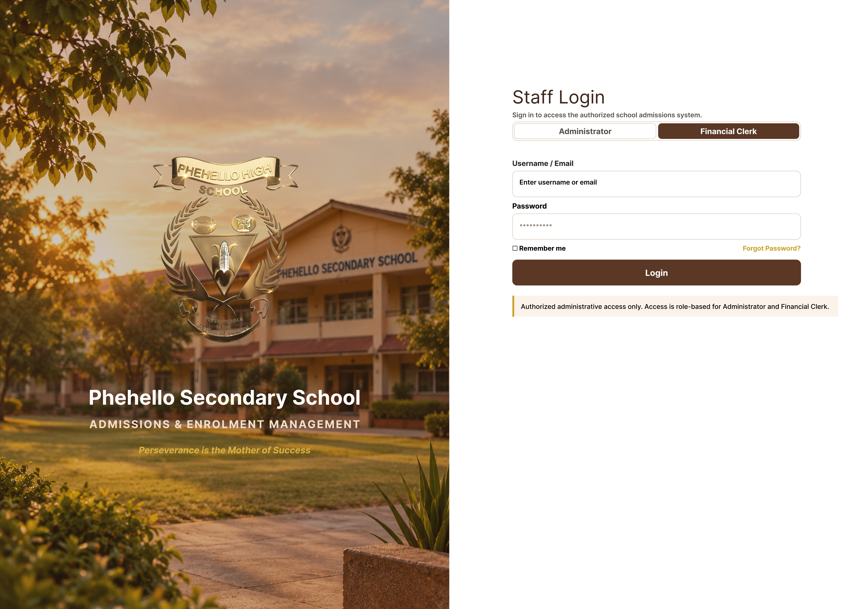 PHEHELLO HIGH
SCHOOL
PHEHELLO SECONDARY SCHOOL
Phehello Secondary School
ADMISSIONS & ENROLMENT MANAGEMENT
Perseverance is the Mother of Success
Staff Login
Sign in to access the authorized school admissions system.
Administrator
Financial Clerk
Username / Email
Enter username or email
Password
**********
Remember me
Forgot Password?
Login
Authorized administrative access only. Access is role-based for Administrator and Financial Clerk.